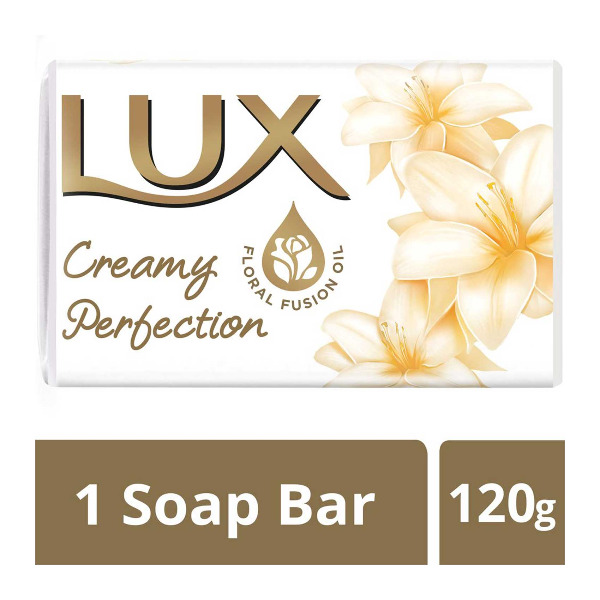 LUX
Creamy
Perfection
FLORAL FUSION OIL
1 Soap Bar
120g